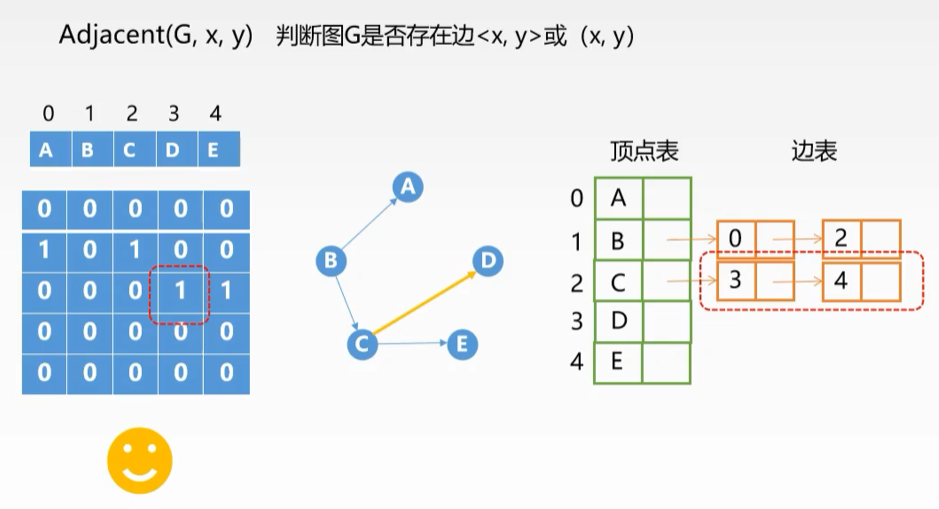 Adjacent(G, x, y) 判断图G是否存在边<x, y>或（x, y）
0 1 2 3 4
A B C D E
0 0 0 0 0
1 0 1 0 0
0 0 0 1 1
0 0 0 0 0
0 0 0 0 0
A
B
D
C
E
顶点表 边表
0 A
1 B 0 2
2 C 3 4
3 D
4 E